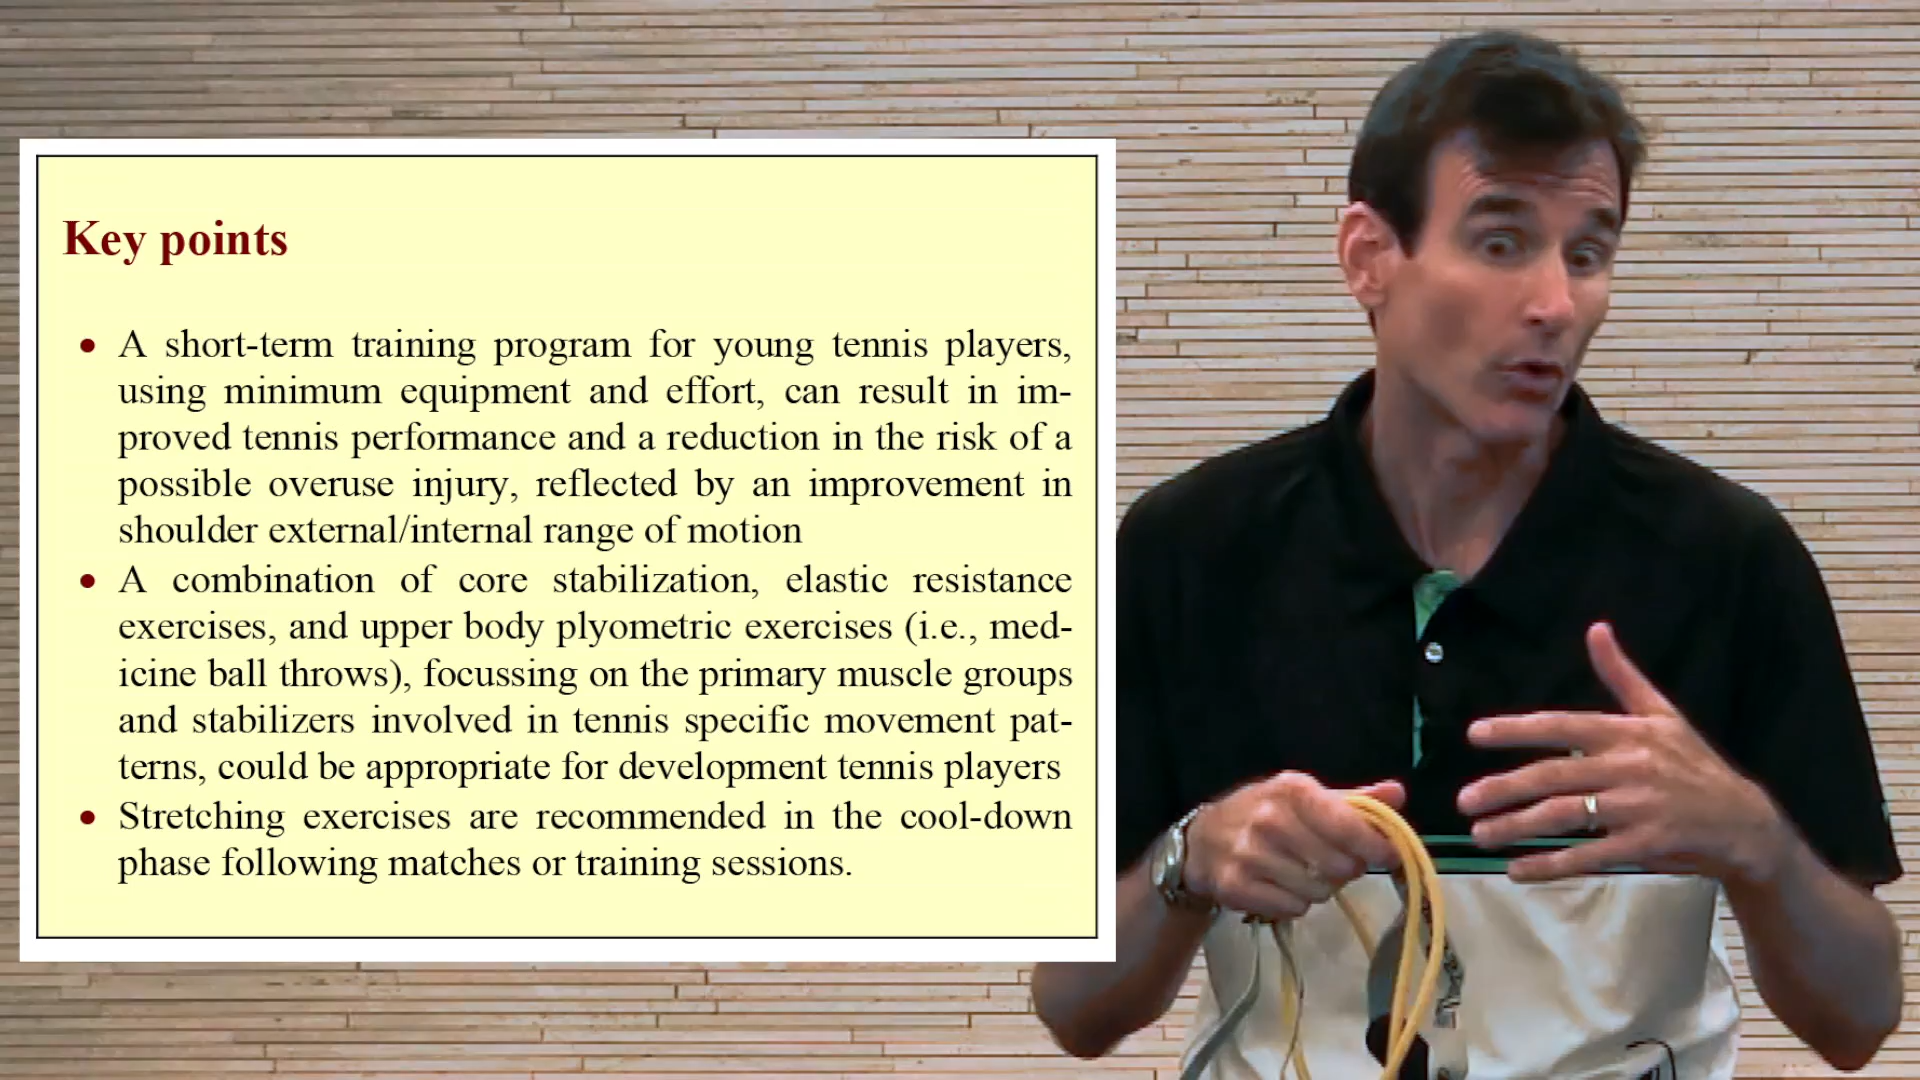 Key points
• A short-term training program for young tennis players,
using minimum equipment and effort, can result in im-
proved tennis performance and a reduction in the risk of a
possible overuse injury, reflected by an improvement in
shoulder external/internal range of motion
• A combination of core stabilization, elastic resistance
exercises, and upper body plyometric exercises (i.e., med-
icine ball throws), focussing on the primary muscle groups
and stabilizers involved in tennis specific movement pat-
terns, could be appropriate for development tennis players
• Stretching exercises are recommended in the cool-down
phase following matches or training sessions.